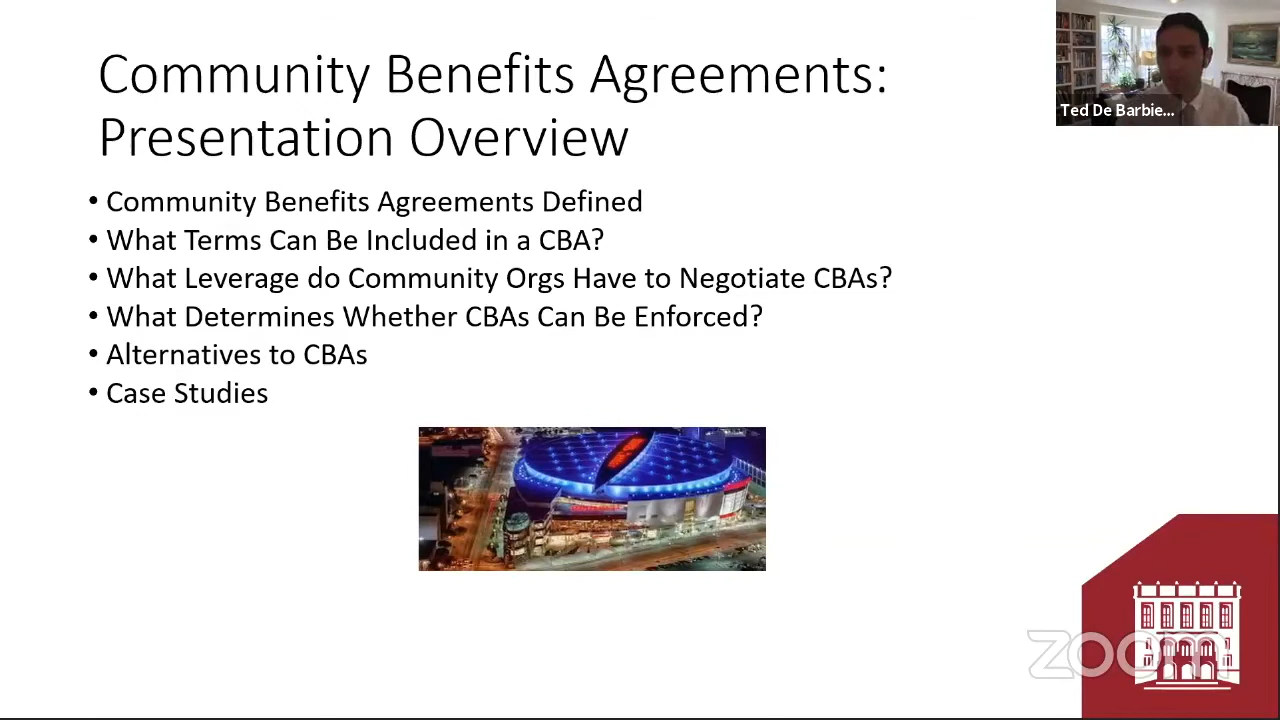 Community Benefits Agreements:
Presentation Overview
• Community Benefits Agreements Defined
• What Terms Can Be Included in a CBA?
• What Leverage do Community Orgs Have to Negotiate CBAs?
• What Determines Whether CBAs Can Be Enforced?
• Alternatives to CBAs
• Case Studies
Ted De Barbie...
zoom